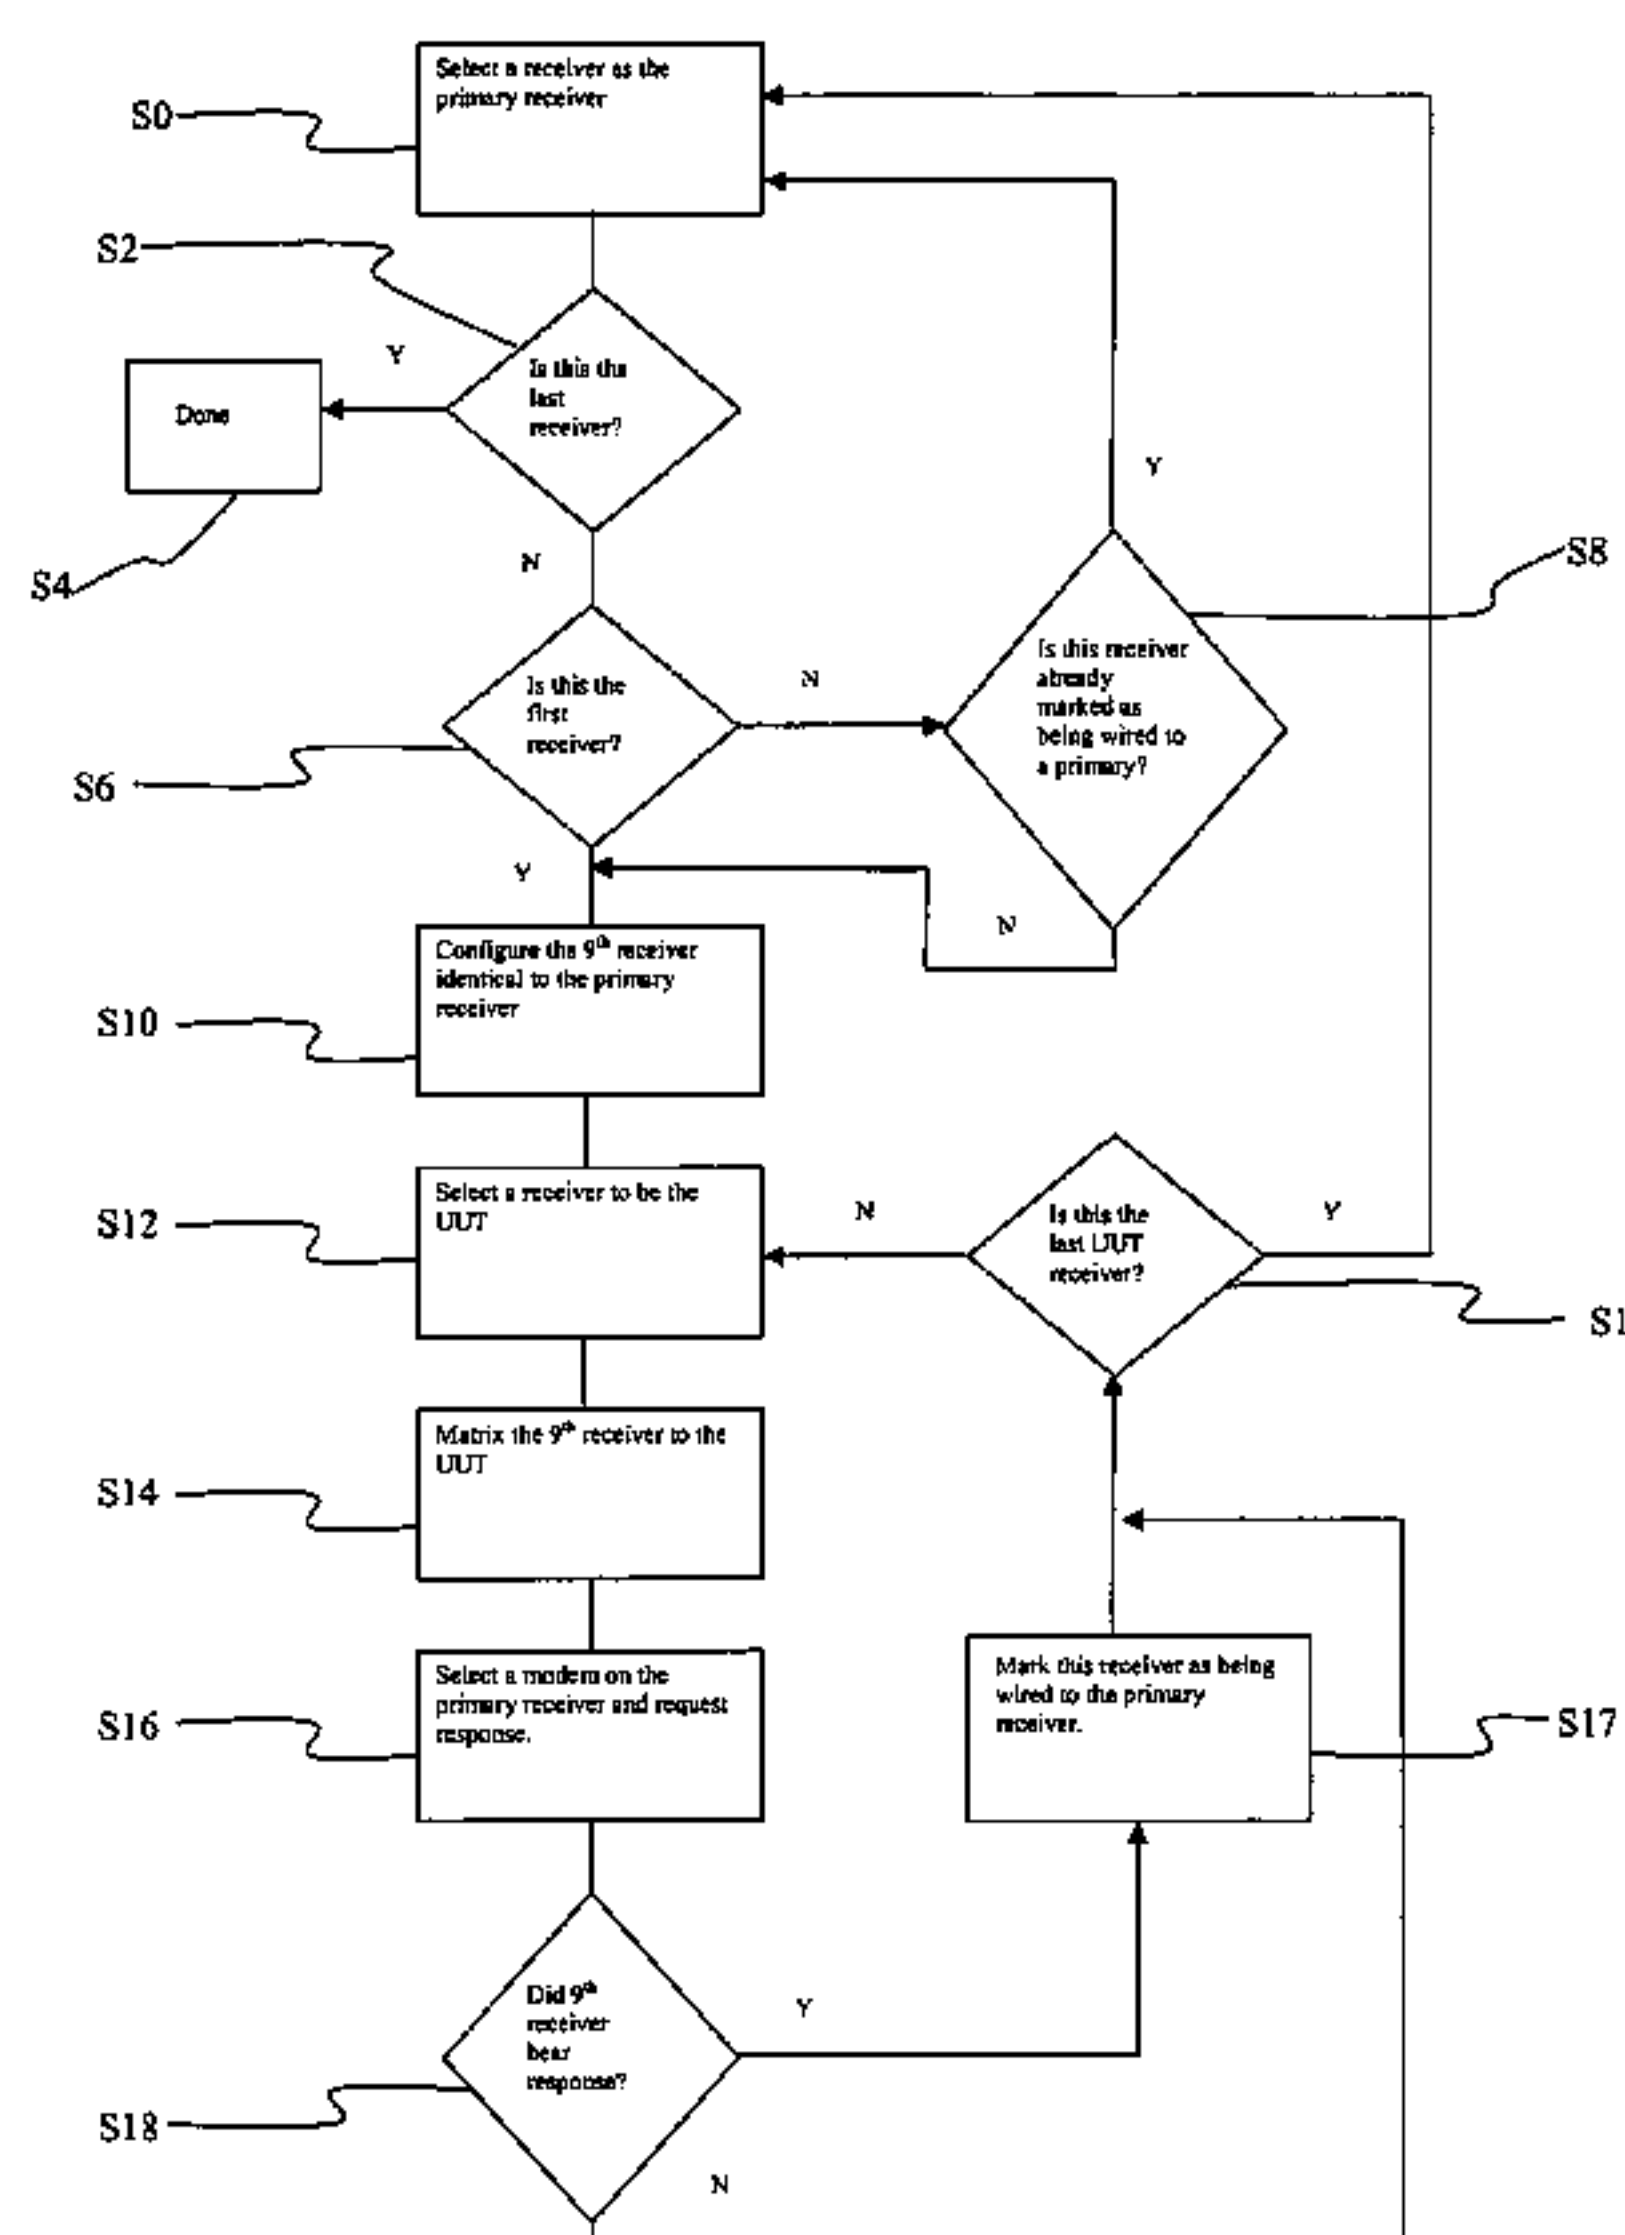 Select a receiver as the
primary receiver
S0
S2
Y
Is this the
last
receiver?
Done
S4
N
Y
S8
Is this the
first
receiver?
N
Is this receiver
already
marked as
being wired to
a primary?
S6
Y
N
Configure the 9th receiver
identical to the primary
receiver
S10
Select a receiver to be the
UUT
S12
N
Is this the
last UUT
receiver?
Y
S1
Matrix the 9th receiver to the
UUT
S14
Select a modem on the
primary receiver and request
response.
S16
Mark this receiver as being
wired to the primary
receiver.
S17
Did 9th
receiver
hear
response?
Y
S18
N